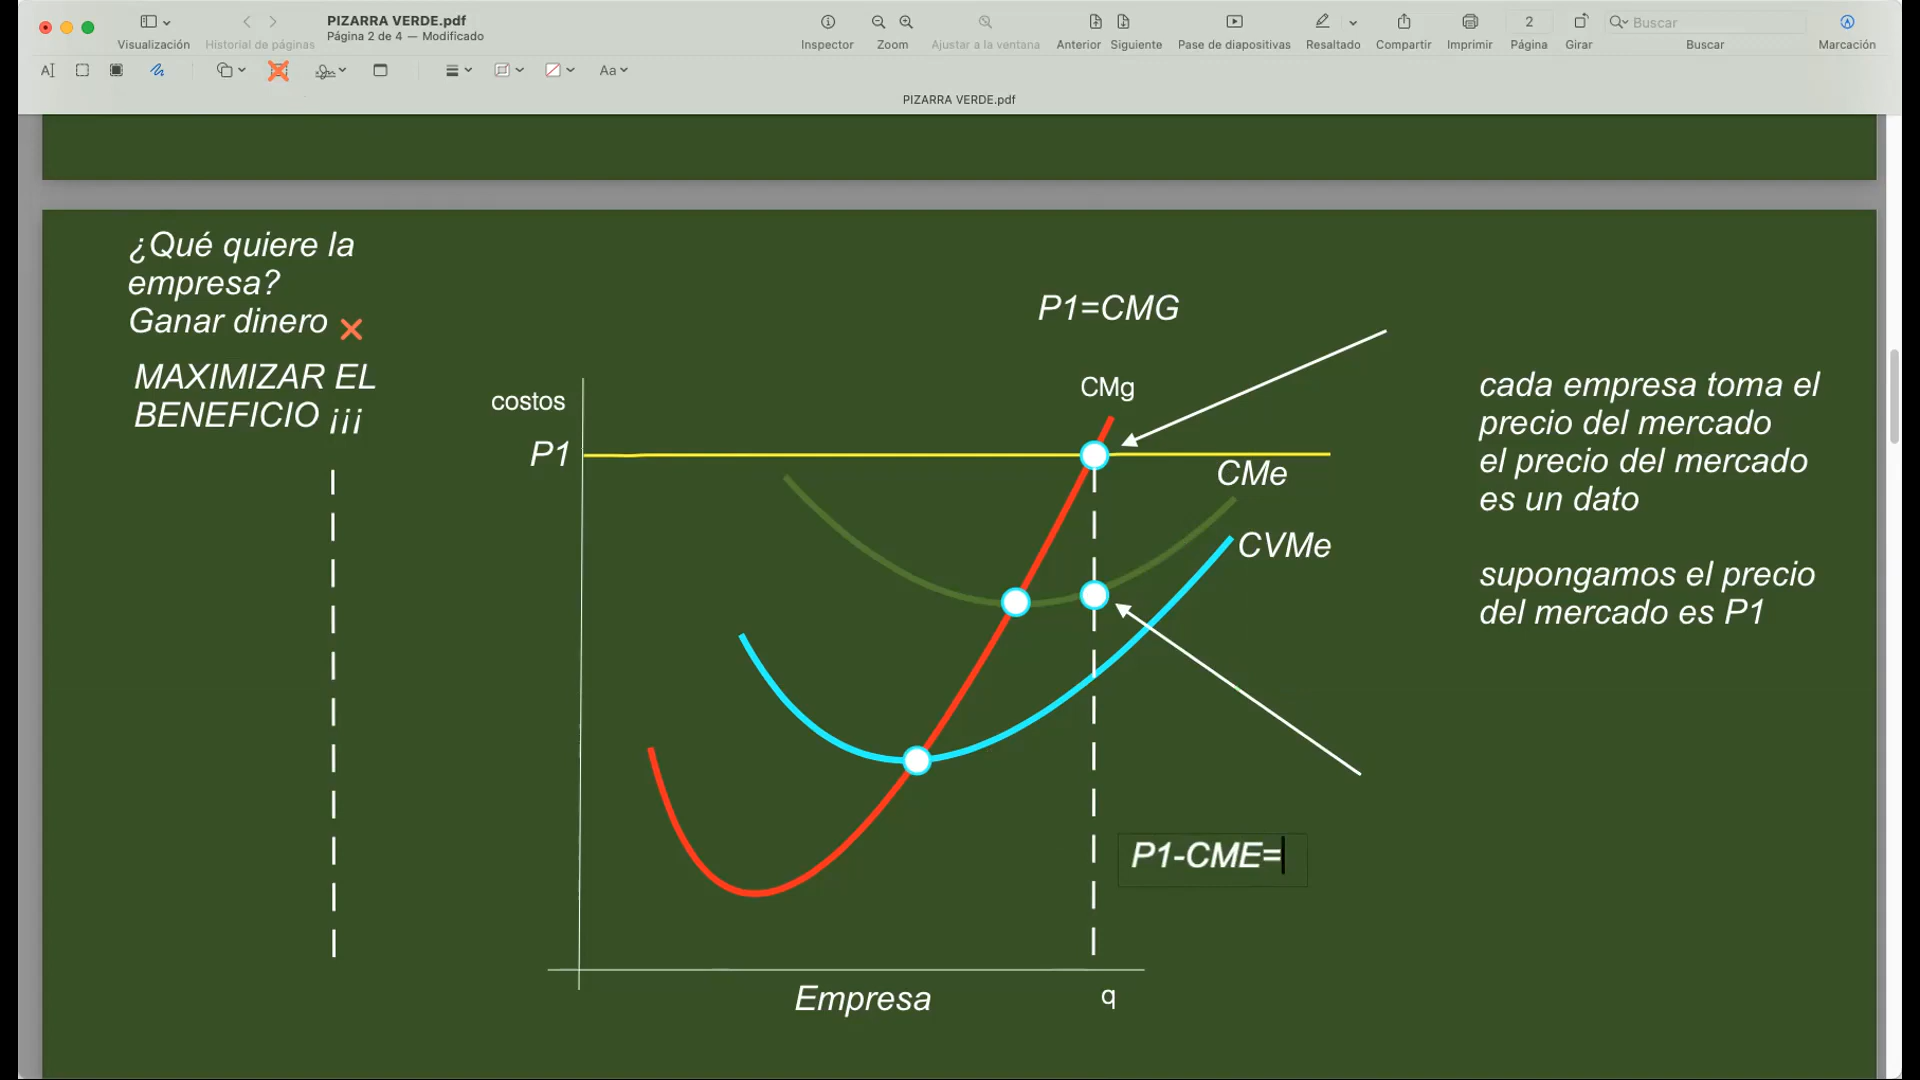 PIZARRA VERDE.pdf
Página 2 de 4 — Modificado
Visualización
Historial de páginas
Inspector
Zoom
Ajustar a la ventana
Anterior
Siguiente
Pase de diapositivas
Resaltado
Compartir
Imprimir
2
Página
Girar
Buscar
Buscar
Marcación
Aa
PIZARRA VERDE.pdf
¿Qué quiere la
empresa?
Ganar dinero
MAXIMIZAR EL
BENEFICIO ¡¡¡
P1=CMG
CMg
costos
P1
CMe
CVMe
cada empresa toma el
precio del mercado
el precio del mercado
es un dato
supongamos el precio
del mercado es P1
P1-CME=
Empresa
q